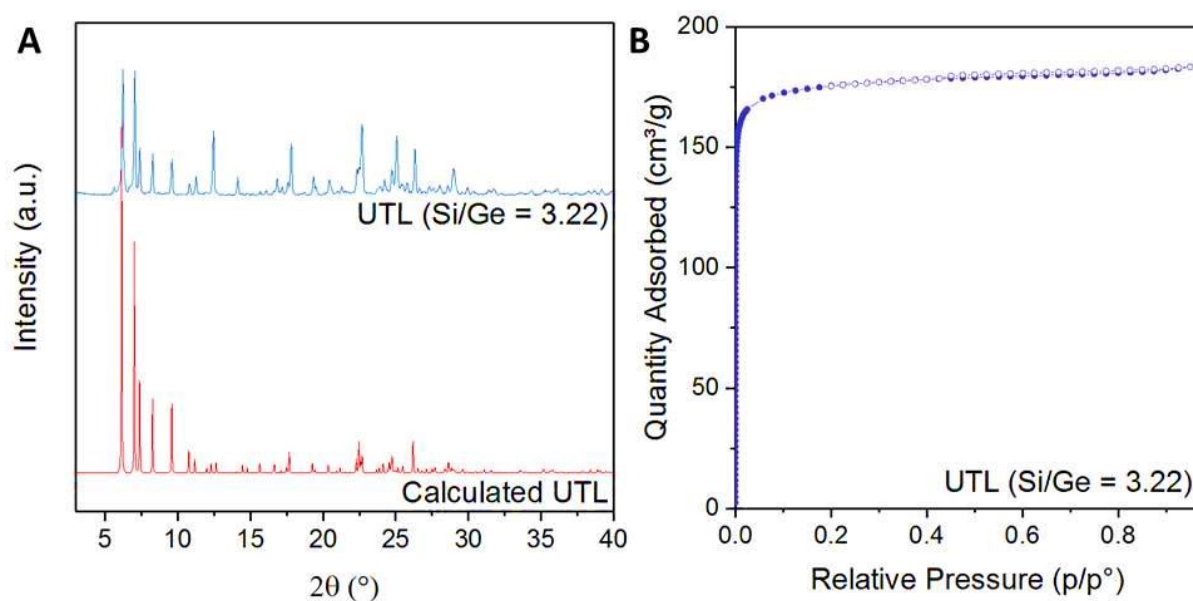 A
Intensity (a.u.)
UTL (Si/Ge = 3.22)
Calculated UTL
5 10 15 20 25 30 35 40
2θ (°)
B
Quantity Adsorbed (cm³/g)
200
150
100
50
0
UTL (Si/Ge = 3.22)
0.0 0.2 0.4 0.6 0.8
Relative Pressure (p/p°)